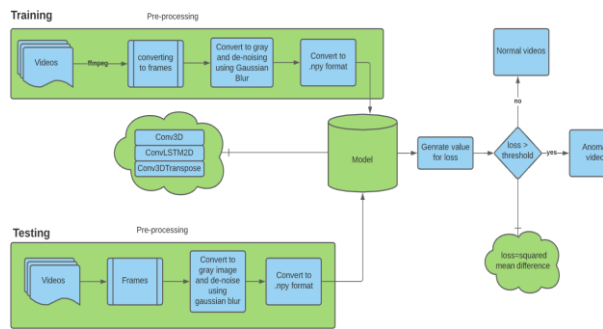 Training
Pre-processing
Videos
ffmpeg
converting
to frames
Convert to gray
and de-noising
using Gaussian
Blur
Convert to
.npy format
Normal videos
no
Conv3D
ConvLSTM2D
Conv3DTranspose
Model
Genrate value
for loss
loss >
threshold
yes
Anoma
video
loss=squared
mean difference
Testing
Pre-processing
Videos
Frames
Convert to
gray image
and de-noise
using
gaussian blur
Convert to
.npy format